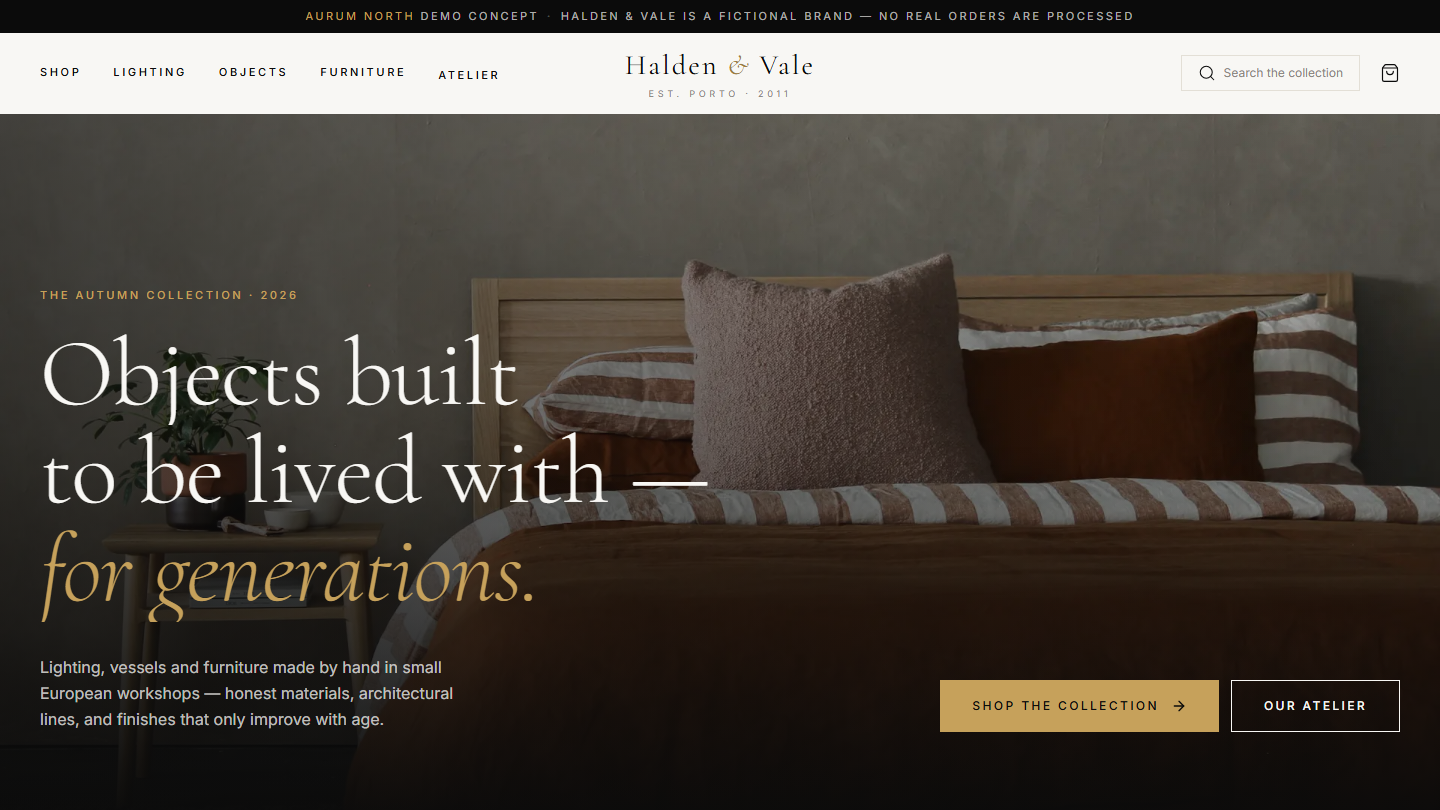 AURUM NORTH DEMO CONCEPT · HALDEN & VALE IS A FICTIONAL BRAND — NO REAL ORDERS ARE PROCESSED
SHOP LIGHTING OBJECTS FURNITURE ATELIER
Halden & Vale
EST. PORTO · 2011
Search the collection
THE AUTUMN COLLECTION · 2026
Objects built
to be lived with —
for generations.
Lighting, vessels and furniture made by hand in small
European workshops — honest materials, architectural
lines, and finishes that only improve with age.
SHOP THE COLLECTION →
OUR ATELIER